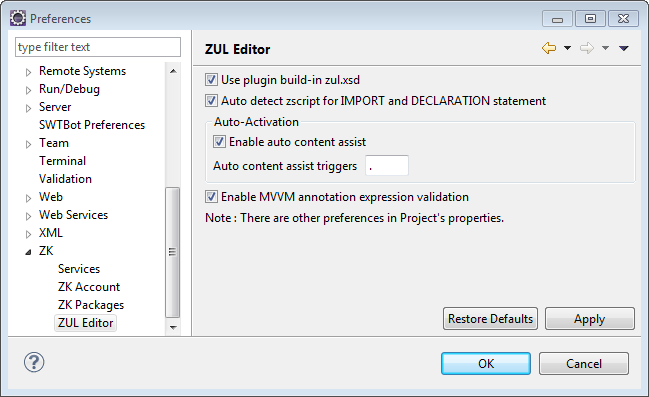 Preferences
type filter text
Remote Systems
Run/Debug
Server
SWTBot Preferences
Team
Terminal
Validation
Web
Web Services
XML
ZK
Services
ZK Account
ZK Packages
ZUL Editor
ZUL Editor
Use plugin build-in zul.xsd
Auto detect zscript for IMPORT and DECLARATION statement
Auto-Activation
Enable auto content assist
Auto content assist triggers .
Enable MVVM annotation expression validation
Note : There are other preferences in Project's properties.
Restore Defaults Apply
? OK Cancel